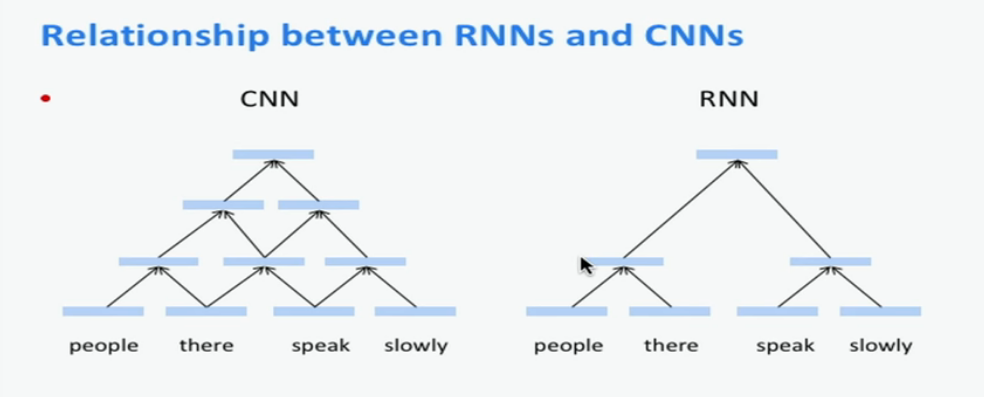 Relationship between RNNs and CNNs
CNN RNN
people there speak slowly people there speak slowly